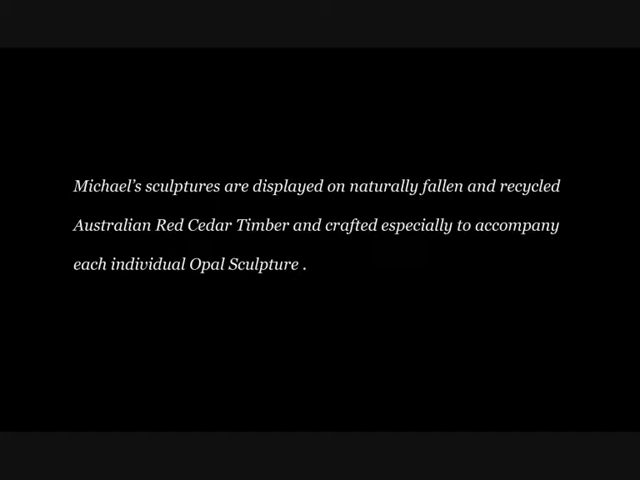 Michael's sculptures are displayed on naturally fallen and recycled
Australian Red Cedar Timber and crafted especially to accompany
each individual Opal Sculpture .